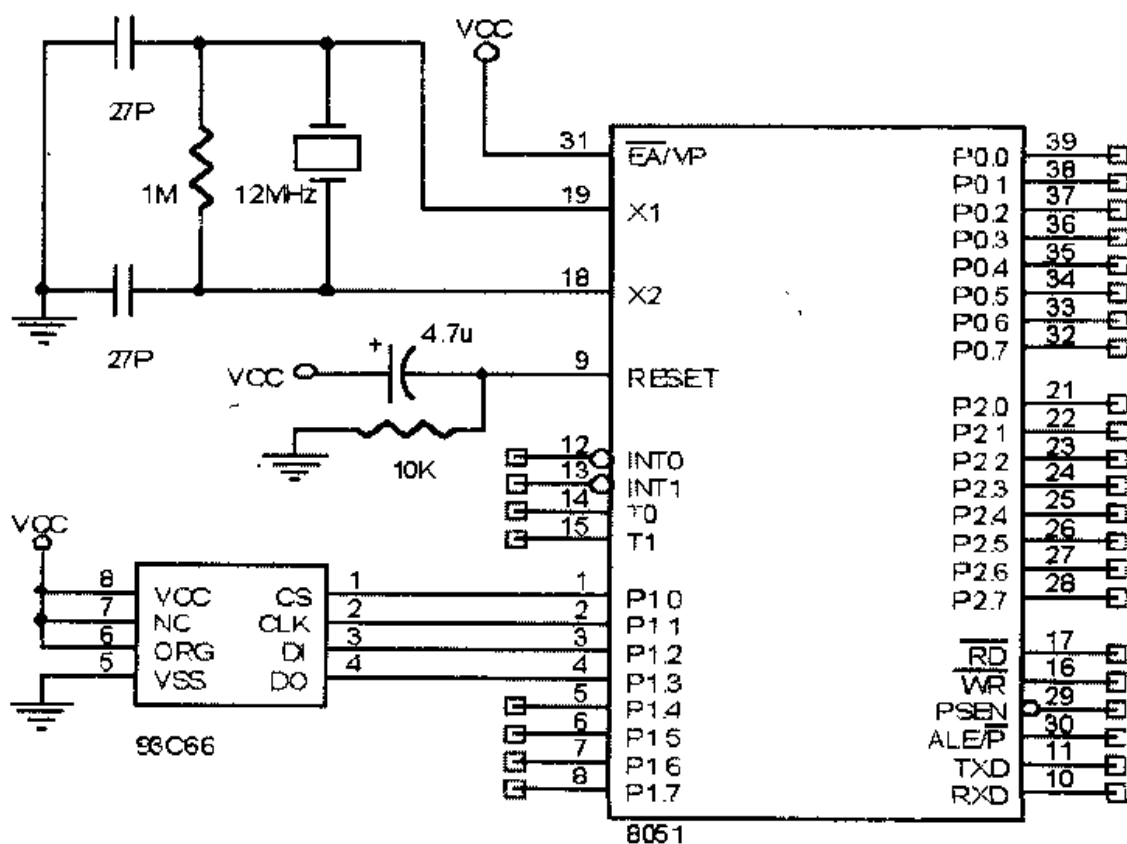 VCC
27P
1M
12MHz
27P
31 EA/VP
19 X1
18 X2
VCC
+
4.7u
9 RESET
10K
12 INT0
13 INT1
14 T0
15 T1
VCC
8 VCC
7 NC
6 ORG
5 VSS
CS 1
CLK 2
DI 3
DO 4
93C66
1 P1.0
2 P1.1
3 P1.2
4 P1.3
5 P1.4
6 P1.5
7 P1.6
8 P1.7
P0.0 39
P0.1 38
P0.2 37
P0.3 36
P0.4 35
P0.5 34
P0.6 33
P0.7 32
P2.0 21
P2.1 22
P2.2 23
P2.3 24
P2.4 25
P2.5 26
P2.6 27
P2.7 28
RD 17
WR 16
PSEN 29
ALE/P 30
TXD 11
RXD 10
8051